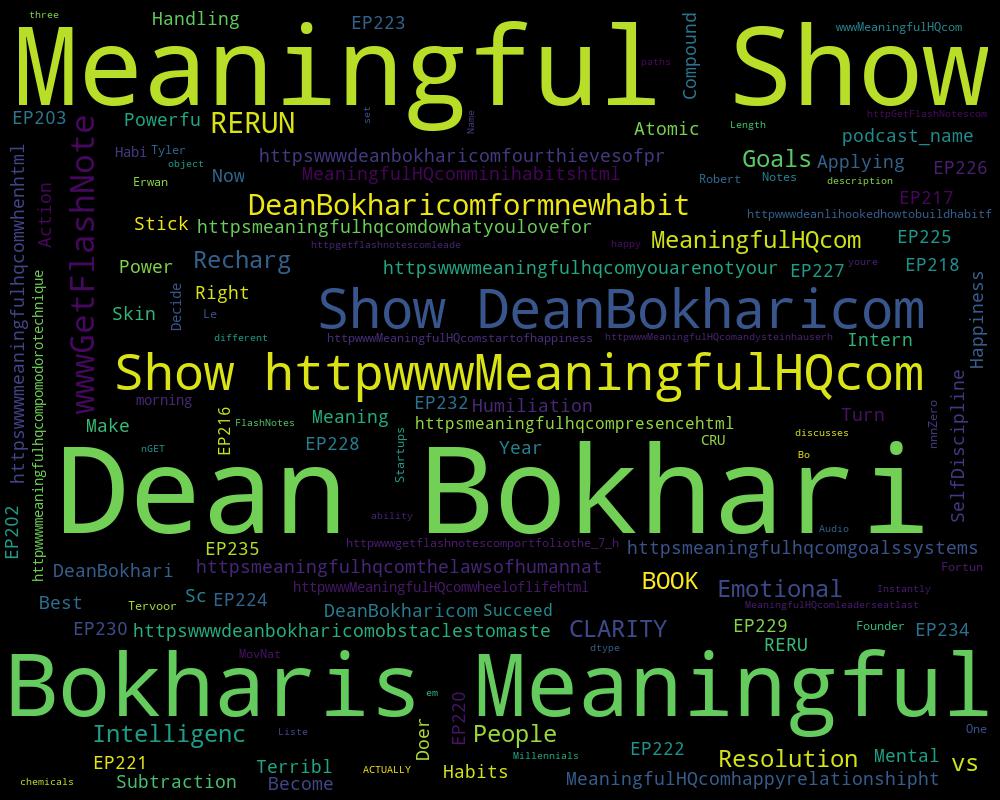 three
Handling
EP223
wwwMeaningfulHQcom
Compound
Meaningful Show
paths
EP203
Powerfu
RERUN
set
Name
httpGetFlashNotescom
Length
Atomic
podcast_name
wwwGetFlashNote
Habi
Tyler
object
httpswwwdeanbokharicomfourthievesofpr
Goals
Applying
EP226
Erwan
Now
MeaningfulHQcomminihabitshtml
Robert
Notes
description
Action
DeanBokharicomformnewhabit
EP217
Stick
httpsmeaningfulhqcomdowhatyoulovefor
httpwwwdeanlihookedhowtobuildhabitf
httpgetflashnotescomleade
happy
MeaningfulHQcom
EP225
Power
Recharg
httpswwwmeaningfulhqcomyouarenotyour
EP227
youre
EP218
httpswwwmeaningfulhqcomwhenhtml
httpwwwmeaningfulhqcompomodorotechnique
Decide
Right
Skin
Le
Show DeanBokharicom
Happiness
different
httpwwwMeaningfulHQcomstartofhappiness
httpwwwMeaningfulHQcomandysteinhauserh
Intern
Show httpwwwMeaningfulHQcom
morning
EP232
Humiliation
SelfDiscipline
EP216
FlashNotes
Meaning
httpsmeaningfulhqcompresencehtml
Turn
nnnZero
Make
nGET
EP228
Startups
Year
CRU
discusses
Bo
Dean Bokhari
EP202
ability
Audio
EP235
httpwwwgetflashnotescomportfoliothe_7_h
httpsmeaningfulhqcomgoalssystems
DeanBokhari
httpsmeaningfulhqcomthelawsofhumannat
Fortun
httpwwwMeaningfulHQcomwheeloflifehtml
BOOK
Emotional
Instantly
Best
Tervoor
Sc
EP224
DeanBokharicom
Succeed
MeaningfulHQcomleaderseatlast
EP230
httpswwwdeanbokharicomobstaclestomaste
CLARITY
EP229
Founder
EP234
MovNat
dtype
RERU
Bokharis Meaningful
em
EP220
Intelligenc
Liste
Doer
People
One
EP221
Terribl
ACTUALLY
Millennials
EP222
Resolution
Mental
vs
chemicals
Subtraction
Become
Habits
MeaningfulHQcomhappyrelationshipht